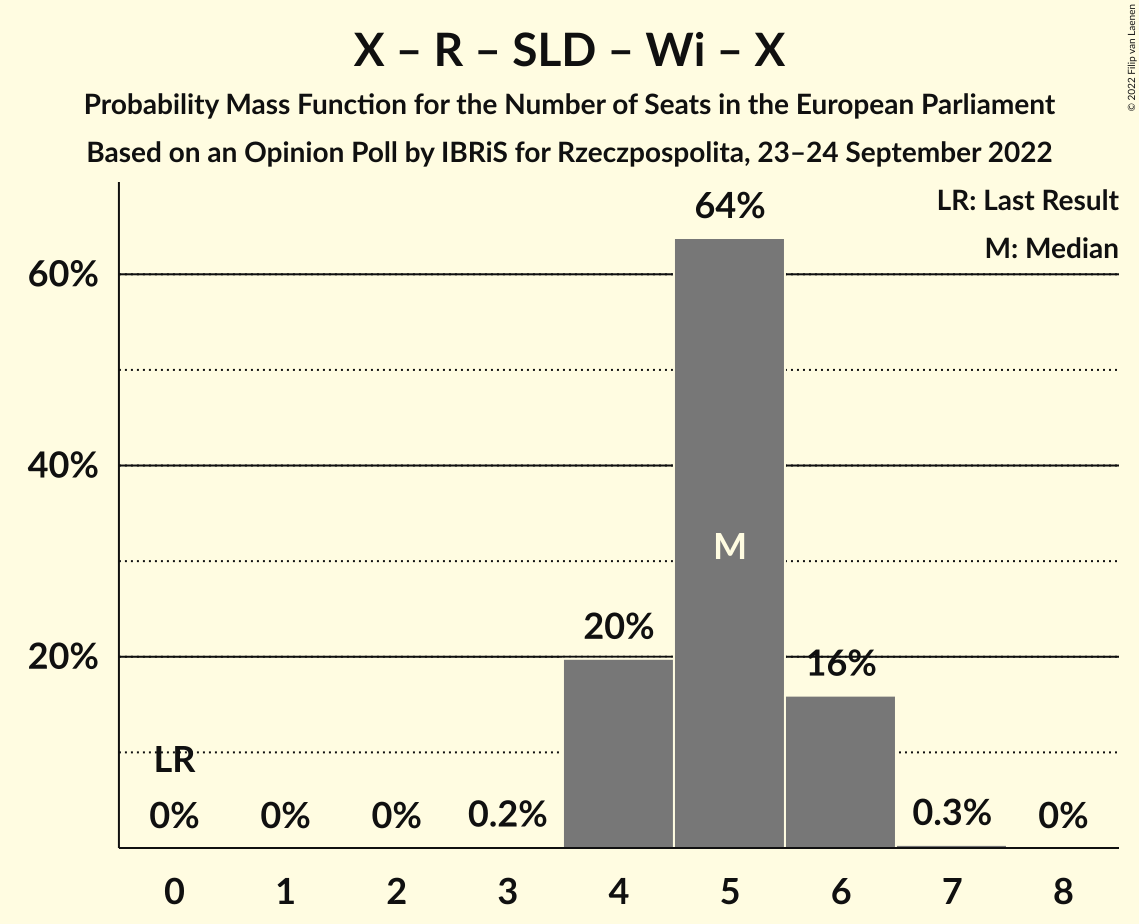 X – R – SLD – Wi – X
Probability Mass Function for the Number of Seats in the European Parliament
Based on an Opinion Poll by IBRiS for Rzeczpospolita, 23–24 September 2022
© 2022 Filip van Laenen
LR: Last Result
M: Median
64%
60%
40%
M
20%
20%
16%
LR
0%
0%
0%
0.2%
0.3%
0%
0
1
2
3
4
5
6
7
8